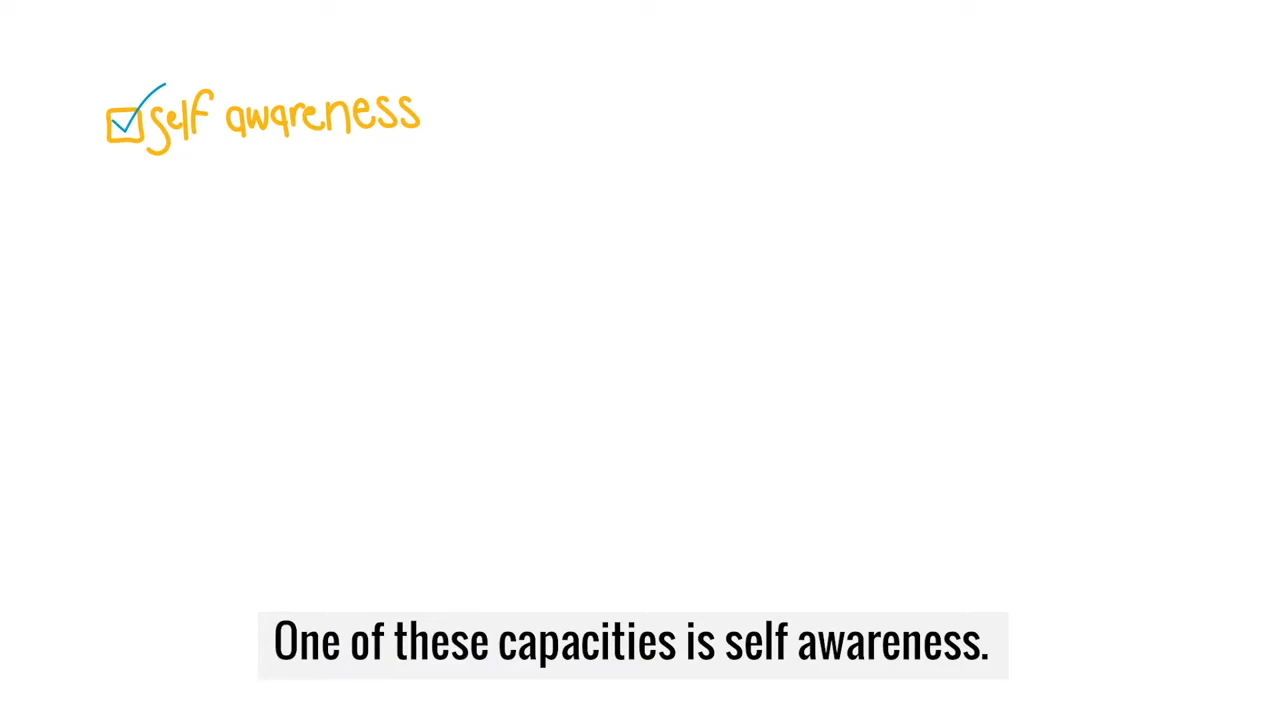 self awareness
One of these capacities is self awareness.